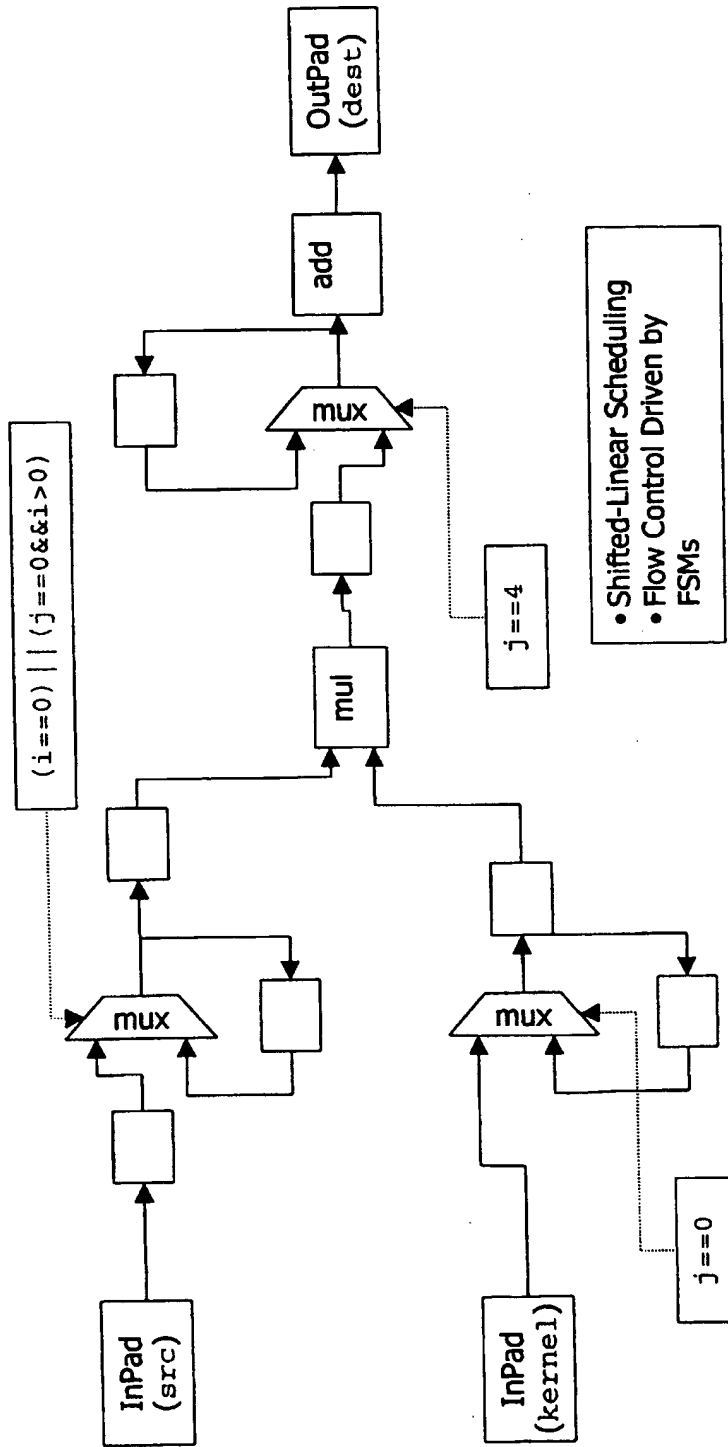 InPad
(src)
mux
(i==0)||(j==0&&i>0)
InPad
(kernel)
mux
j==0
mul
mux
j==4
add
OutPad
(dest)
• Shifted-Linear Scheduling
• Flow Control Driven by
FSMs